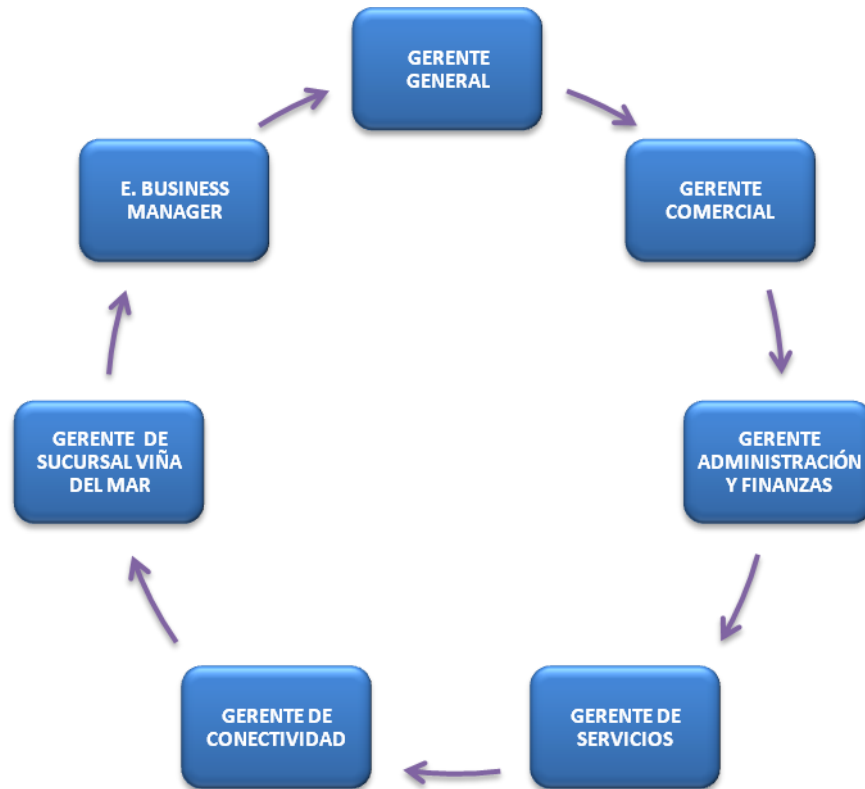 GERENTE
GENERAL
GERENTE
COMERCIAL
GERENTE
ADMINISTRACIÓN
Y FINANZAS
GERENTE DE
SERVICIOS
GERENTE DE
CONECTIVIDAD
GERENTE DE
SUCURSAL VIÑA
DEL MAR
E. BUSINESS
MANAGER